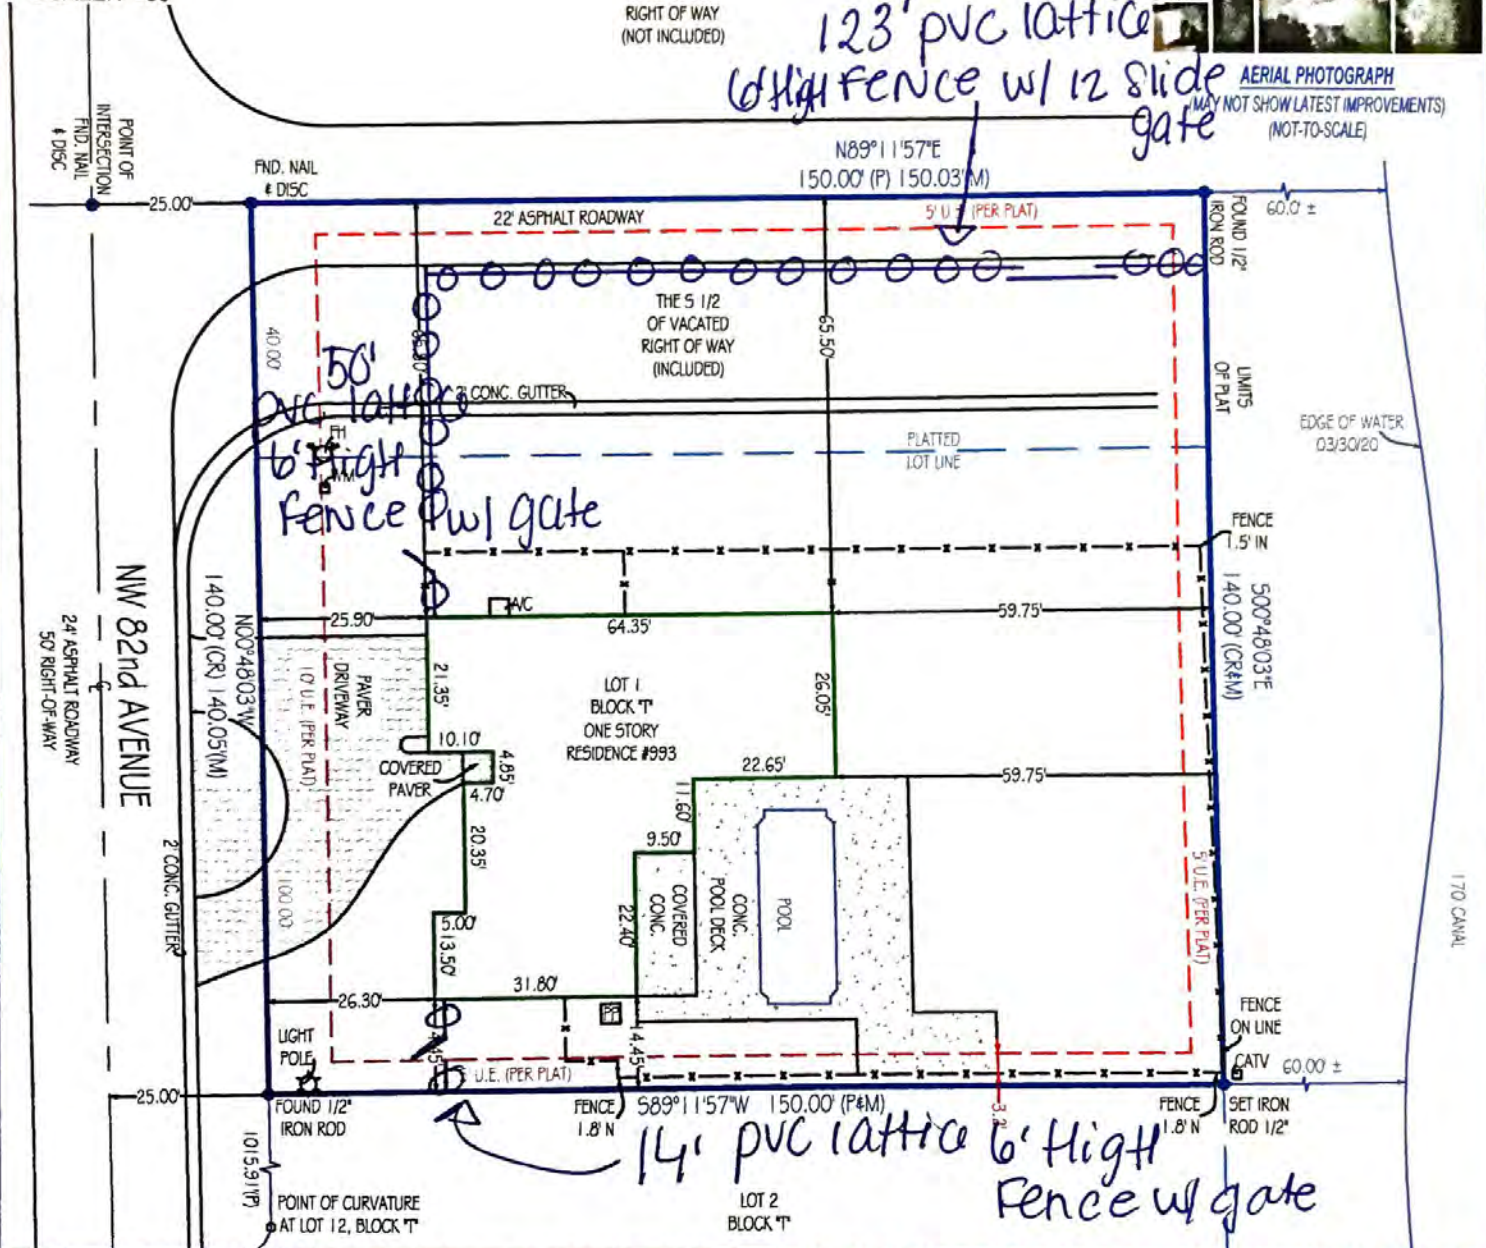 RIGHT OF WAY
(NOT INCLUDED)
123' pvc lattice
6' High FENCE w/ 12 Slide
gate
AERIAL PHOTOGRAPH
(MAY NOT SHOW LATEST IMPROVEMENTS)
(NOT-TO-SCALE)
POINT OF
INTERSECTION
FND. NAIL
& DISC
FND. NAIL
& DISC
N89°11'57"E
150.00' (P) 150.03'(M)
25.00'
22' ASPHALT ROADWAY
5' U.E. (PER PLAT)
FOUND 1/2"
IRON ROD
60.0' ±
THE S 1/2
OF VACATED
RIGHT OF WAY
(INCLUDED)
65.50'
40.00'
50'
PVC lattice
6' High
Fence w/ gate
2' CONC. GUTTER
FH
WM
PLATTED
LOT LINE
LIMITS
OF PLAT
EDGE OF WATER
03/30/20
FENCE
1.5' IN
S00°48'03"E
140.00' (CR&M)
NW 82nd AVENUE
24' ASPHALT ROADWAY
50' RIGHT-OF-WAY
N00°48'03"W
140.00' (CR) 140.05'(M)
25.90'
A/C
64.35'
59.75'
PAVER
DRIVEWAY
10' U.E. (PER PLAT)
21.35'
LOT 1
BLOCK "T"
ONE STORY
RESIDENCE #993
26.05'
10.10'
4.85'
COVERED
PAVER
4.70'
22.65'
59.75'
11.60'
20.35'
9.50'
COVERED
CONC.
CONC.
POOL DECK
POOL
22.40'
2' CONC. GUTTER
100.00'
5.00'
13.50'
5' U.E. (PER PLAT)
170 CANAL
26.30'
31.80'
PP
LIGHT
POLE
14.45'
U.E. (PER PLAT)
FENCE
ON LINE
CATV
60.00' ±
25.00'
FOUND 1/2"
IRON ROD
FENCE
1.8' N
S89°11'57"W 150.00' (P&M)
FENCE
1.8' N
SET IRON
ROD 1/2"
14' pvc lattice 6' High
Fence w/ gate
1015.91'(P)
POINT OF CURVATURE
AT LOT 12, BLOCK "T"
LOT 2
BLOCK "T"